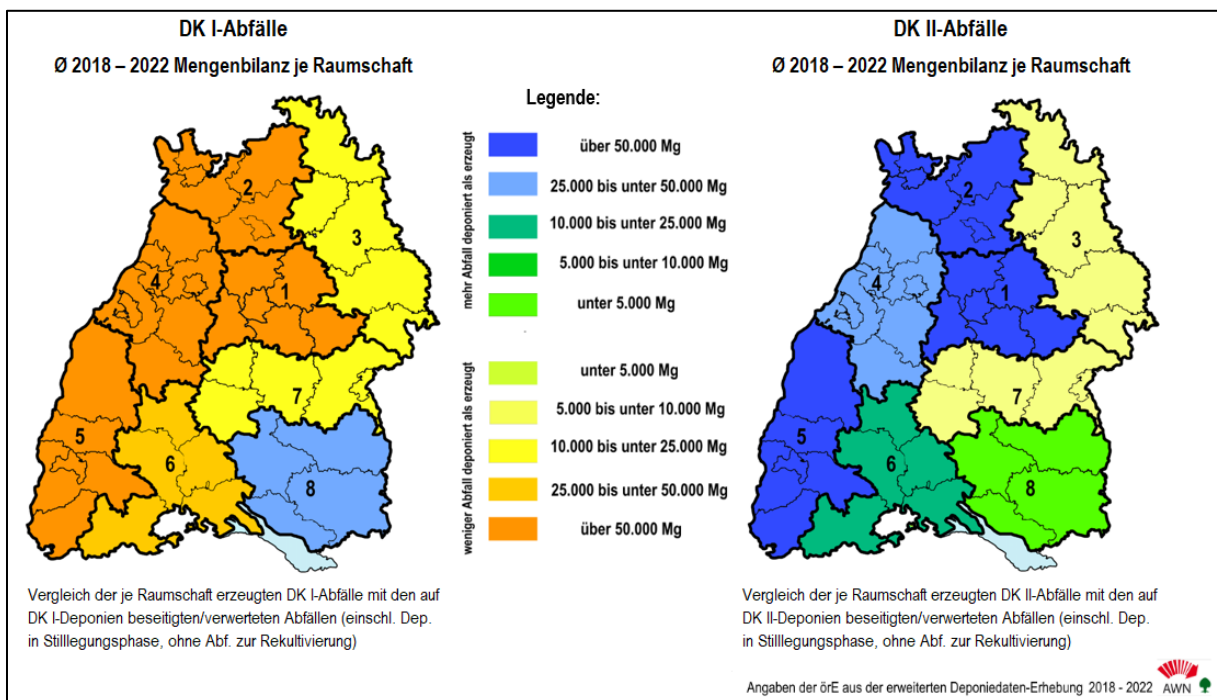 DK I-Abfälle
Ø 2018 – 2022 Mengenbilanz je Raumschaft
2
3
4
1
7
5
6
8
Vergleich der je Raumschaft erzeugten DK I-Abfälle mit den auf
DK I-Deponien beseitigten/verwerteten Abfällen (einschl. Dep.
in Stilllegungsphase, ohne Abf. zur Rekultivierung)
Legende:
mehr Abfall deponiert als erzeugt
über 50.000 Mg
25.000 bis unter 50.000 Mg
10.000 bis unter 25.000 Mg
5.000 bis unter 10.000 Mg
unter 5.000 Mg
weniger Abfall deponiert als erzeugt
unter 5.000 Mg
5.000 bis unter 10.000 Mg
10.000 bis unter 25.000 Mg
25.000 bis unter 50.000 Mg
über 50.000 Mg
DK II-Abfälle
Ø 2018 – 2022 Mengenbilanz je Raumschaft
2
3
4
1
7
5
6
8
Vergleich der je Raumschaft erzeugten DK II-Abfälle mit den auf
DK II-Deponien beseitigten/verwerteten Abfällen (einschl. Dep.
in Stilllegungsphase, ohne Abf. zur Rekultivierung)
Angaben der örE aus der erweiterten Deponiedaten-Erhebung 2018 - 2022
AWN